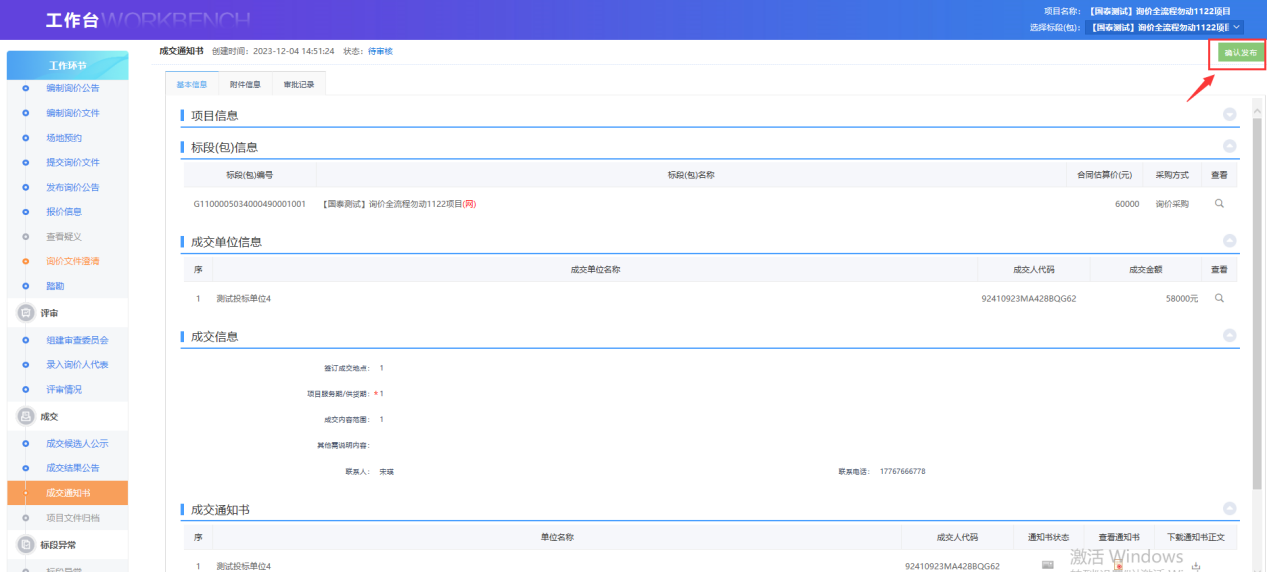 工作台WORKBENCH
项目名称: 【国泰测试】询价全流程勿动1122项目
选择标段(包): 【国泰测试】询价全流程勿动1122项目
成交通知书 创建时间: 2023-12-04 14:51:24 状态: 待审核
确认发布
工作环节
编制询价公告
编制询价文件
场地预约
提交询价文件
发布询价公告
报价信息
查看疑义
询价文件澄清
踏勘
评审
组建审查委员会
录入询价人代表
评审情况
成交
成交候选人公示
成交结果公告
成交通知书
项目文件归档
标段异常
标段异常
基本信息 附件信息 审批记录
项目信息
标段(包)信息
标段(包)编号 标段(包)名称 合同估算价(元) 采购方式 查看
G1100005034000490001001 【国泰测试】询价全流程勿动1122项目(网) 60000 询价采购
成交单位信息
序 成交单位名称 成交人代码 成交金额 查看
1 测试投标单位4 92410923MA428BQG62 58000元
成交信息
签订成交地点: 1
项目服务期/供货期: *1
成交内容范围: 1
其他需说明内容:
联系人: 宋瑛 联系电话: 17767666778
成交通知书
序 单位名称 成交人代码 通知书状态 查看通知书 下载通知书正文
1 测试投标单位4 92410923MA428BQG62
激活 Windows